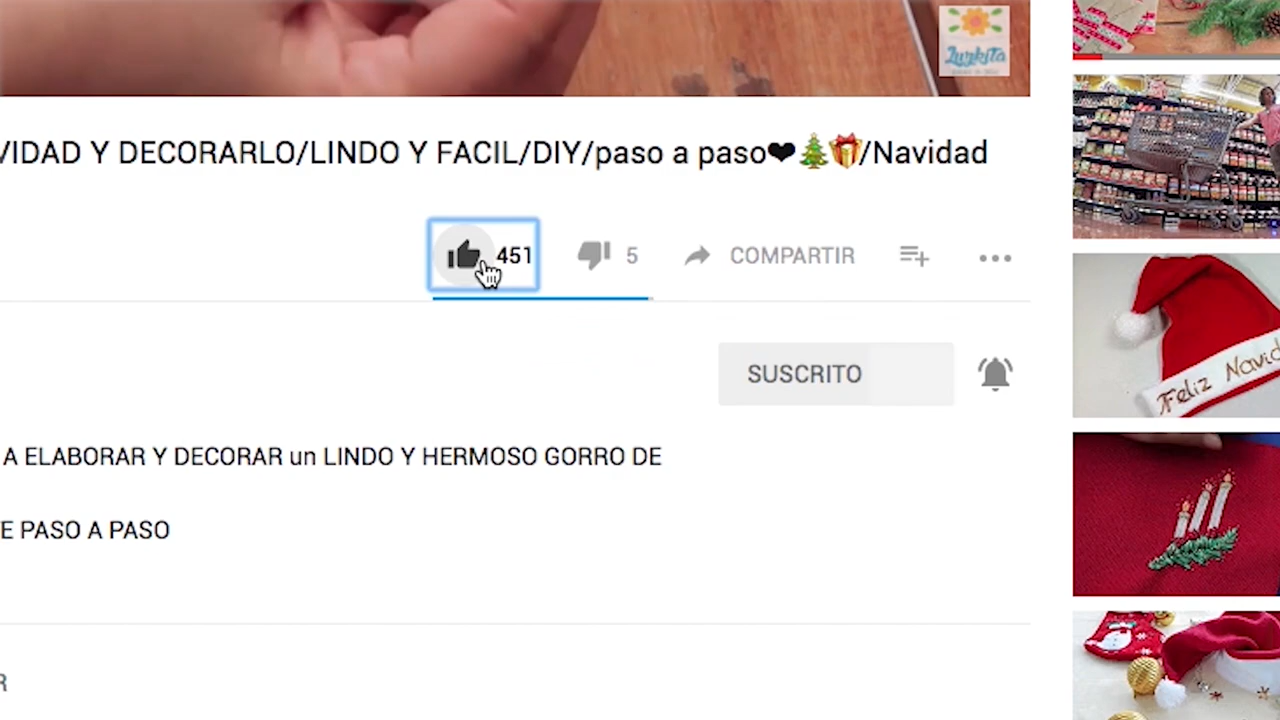 Luzkita
VIDAD Y DECORARLO/LINDO Y FACIL/DIY/paso a paso❤🎄🎁/Navidad
451
5
COMPARTIR
SUSCRITO
A ELABORAR Y DECORAR un LINDO Y HERMOSO GORRO DE
E PASO A PASO
R
Feliz Navid